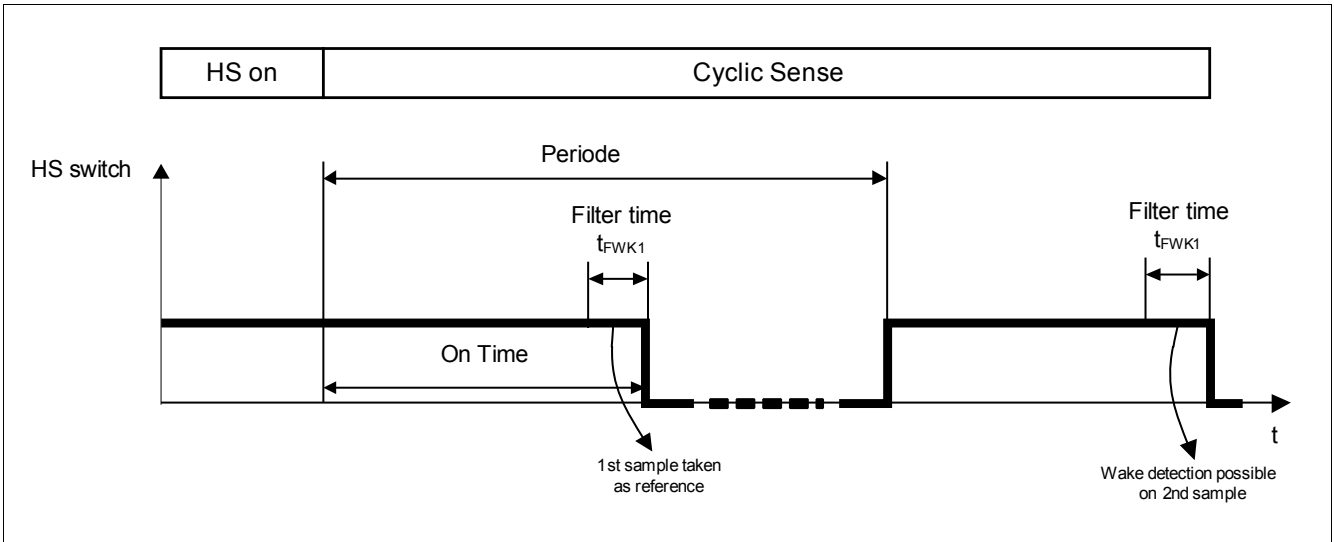 HS on
Cyclic Sense
HS switch
Periode
Filter time
tFWK1
Filter time
tFWK1
On Time
t
1st sample taken
as reference
Wake detection possible
on 2nd sample